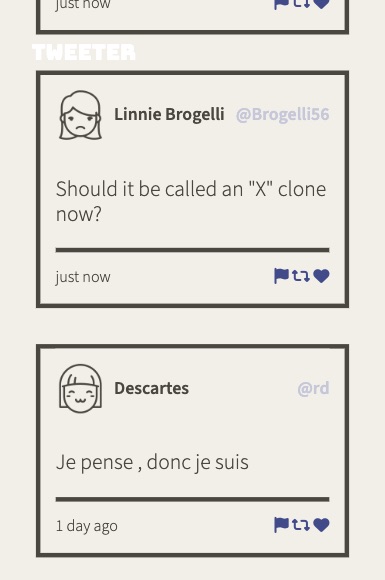 just now
TWEETER
Linnie Brogelli @Brogelli56
Should it be called an "X" clone
now?
just now
Descartes @rd
Je pense , donc je suis
1 day ago